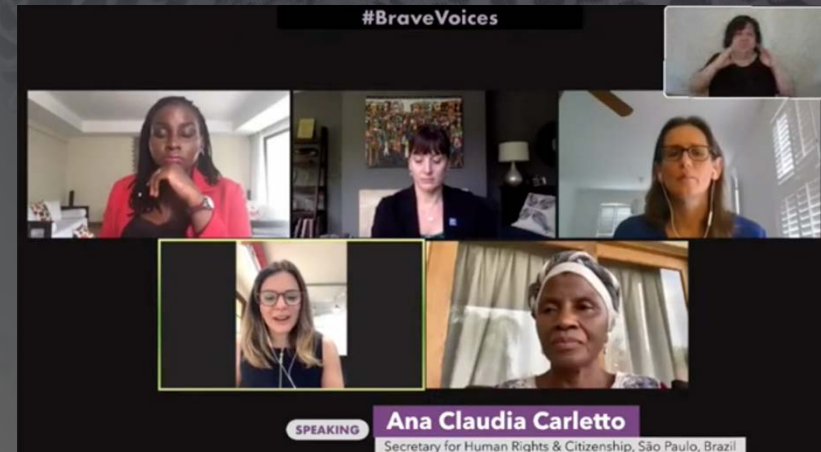 #BraveVoices
SPEAKING
Ana Claudia Carletto
Secretary for Human Rights & Citizenship, São Paulo, Brazil